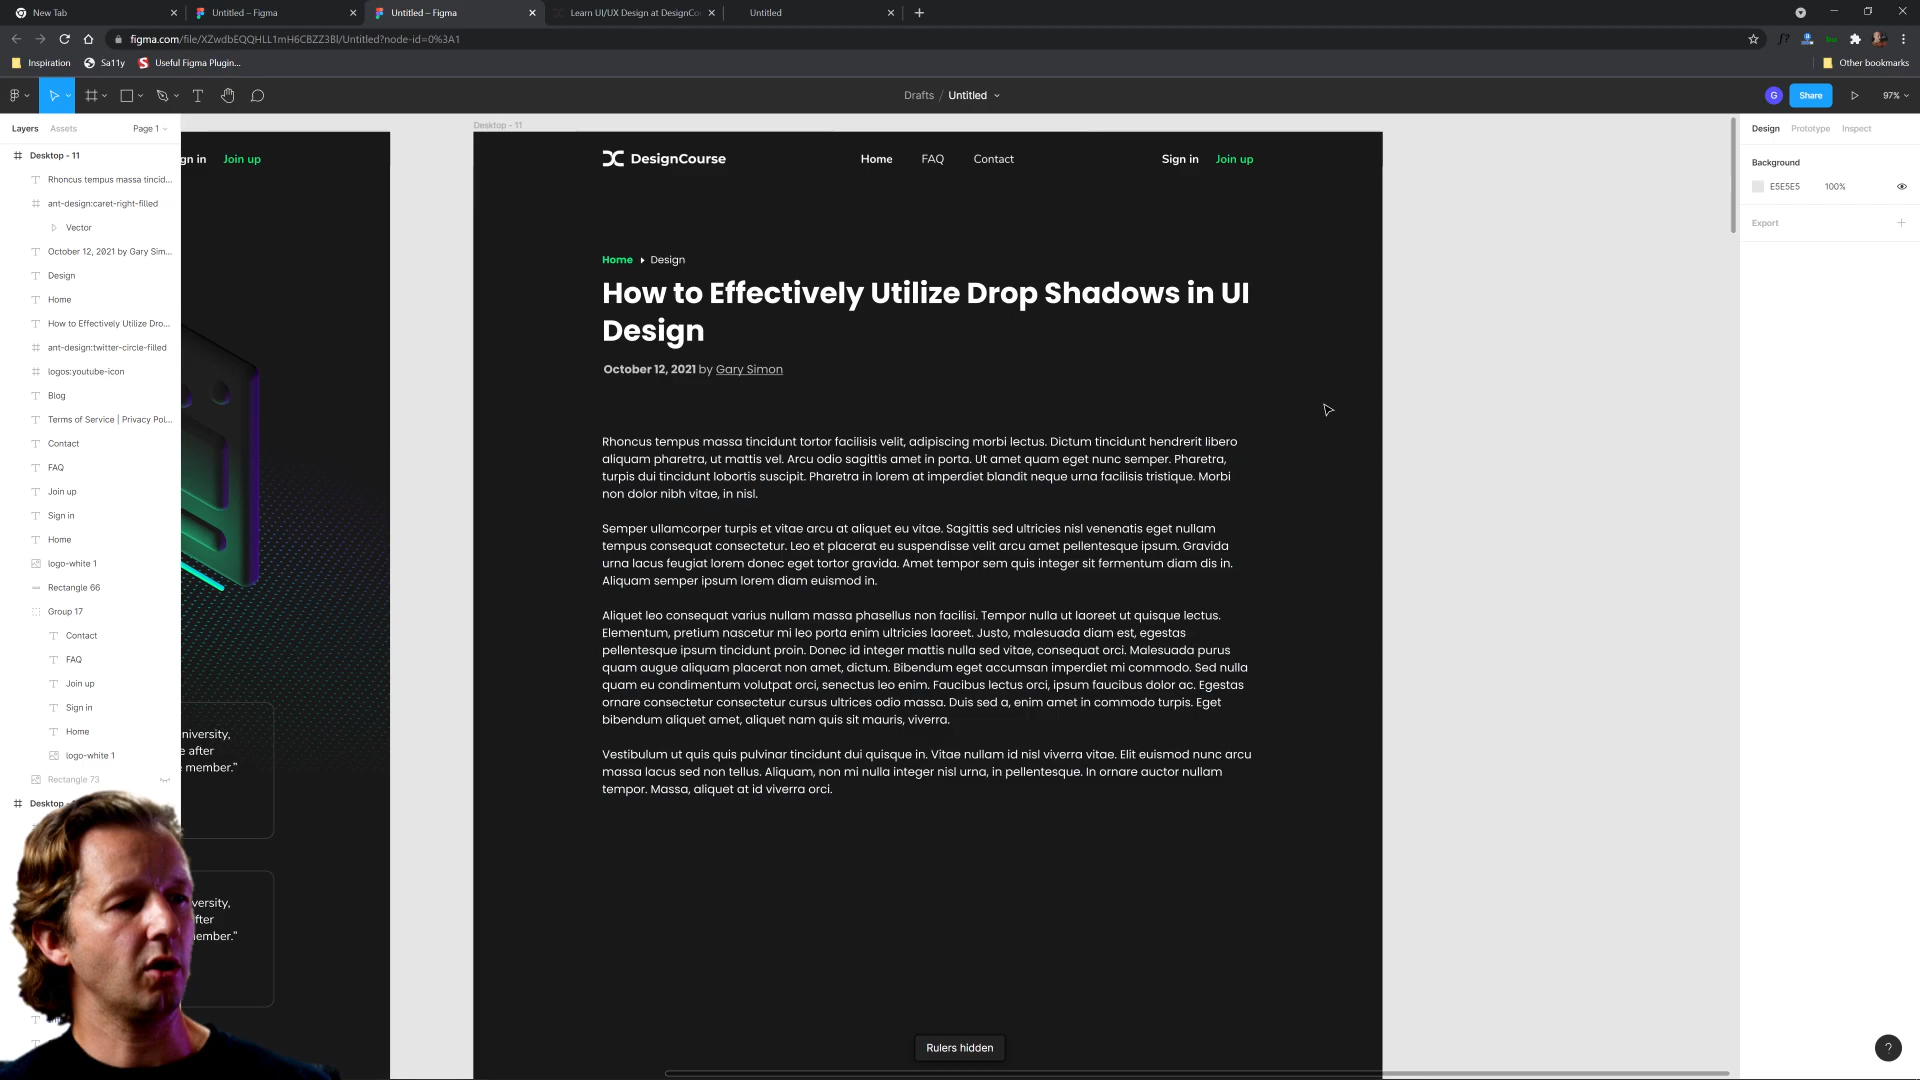 New Tab
Untitled – Figma
Untitled – Figma
Learn UI/UX Design at DesignCo
Untitled
figma.com/file/XZwdbEQQHLL1mH6CBZZ3Bl/Untitled?node-id=0%3A1
Inspiration
Sa11y
Useful Figma Plugin...
Other bookmarks
Drafts / Untitled
G
Share
97%
Layers
Assets
Page 1
Desktop - 11
Rhoncus tempus massa tincid...
ant-design:caret-right-filled
Vector
October 12, 2021 by Gary Sim...
Design
Home
How to Effectively Utilize Dro...
ant-design:twitter-circle-filled
logos:youtube-icon
Blog
Terms of Service | Privacy Pol...
Contact
FAQ
Join up
Sign in
Home
logo-white 1
Rectangle 66
Group 17
Contact
FAQ
Join up
Sign in
Home
logo-white 1
Rectangle 73
Desktop -
gn in
Join up
niversity,
e after
member.”
versity,
fter
ember.”
Desktop - 11
DesignCourse
Home
FAQ
Contact
Sign in
Join up
Home
Design
How to Effectively Utilize Drop Shadows in UI
Design
October 12, 2021 by Gary Simon
Rhoncus tempus massa tincidunt tortor facilisis velit, adipiscing morbi lectus. Dictum tincidunt hendrerit libero
aliquam pharetra, ut mattis vel. Arcu odio sagittis amet in porta. Ut amet quam eget nunc semper. Pharetra,
turpis dui tincidunt lobortis suscipit. Pharetra in lorem at imperdiet blandit neque urna facilisis tristique. Morbi
non dolor nibh vitae, in nisl.
Semper ullamcorper turpis et vitae arcu at aliquet eu vitae. Sagittis sed ultricies nisl venenatis eget nullam
tempus consequat consectetur. Leo et placerat eu suspendisse velit arcu amet pellentesque ipsum. Gravida
urna lacus feugiat lorem donec eget tortor gravida. Amet tempor sem quis integer sit fermentum diam dis in.
Aliquam semper ipsum lorem diam euismod in.
Aliquet leo consequat varius nullam massa phasellus non facilisi. Tempor nulla ut laoreet ut quisque lectus.
Elementum, pretium nascetur mi leo porta enim ultricies laoreet. Justo, malesuada diam est, egestas
pellentesque ipsum tincidunt proin. Donec id integer mattis nulla sed vitae, consequat orci. Malesuada purus
quam augue aliquam placerat non amet, dictum. Bibendum eget accumsan imperdiet mi commodo. Sed nulla
quam eu condimentum volutpat orci, senectus leo enim. Faucibus lectus orci, ipsum faucibus dolor ac. Egestas
ornare consectetur consectetur cursus ultrices odio massa. Duis sed a, enim amet in commodo turpis. Eget
bibendum aliquet amet, aliquet nam quis sit mauris, viverra.
Vestibulum ut quis quis pulvinar tincidunt dui quisque in. Vitae nullam id nisl viverra vitae. Elit euismod nunc arcu
massa lacus sed non tellus. Aliquam, non mi nulla integer nisl urna, in pellentesque. In ornare auctor nullam
tempor. Massa, aliquet at id viverra orci.
Rulers hidden
Design
Prototype
Inspect
Background
E5E5E5
100%
Export
?